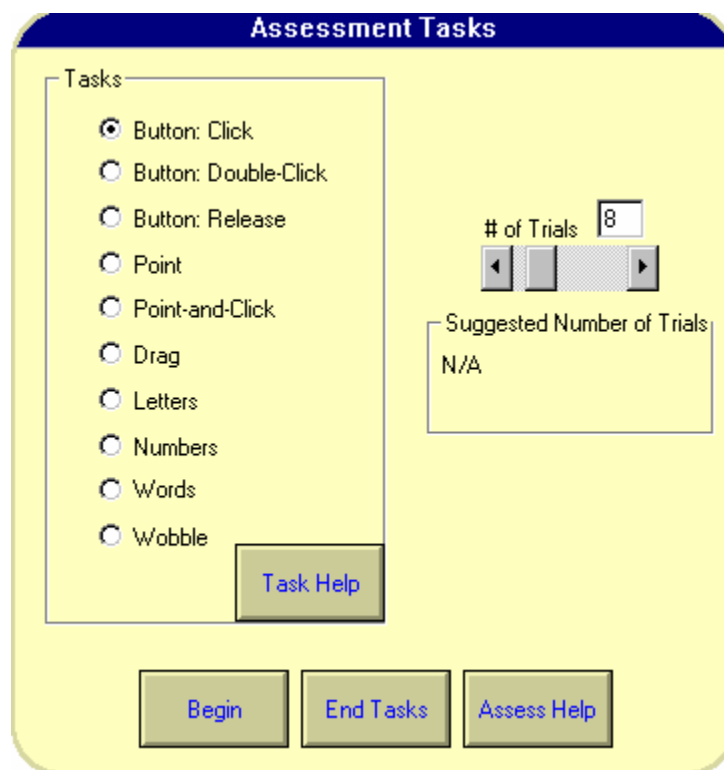 Assessment Tasks
Tasks
Button: Click
Button: Double-Click
Button: Release
Point
Point-and-Click
Drag
Letters
Numbers
Words
Wobble
Task Help
# of Trials 8
Suggested Number of Trials
N/A
Begin End Tasks Assess Help